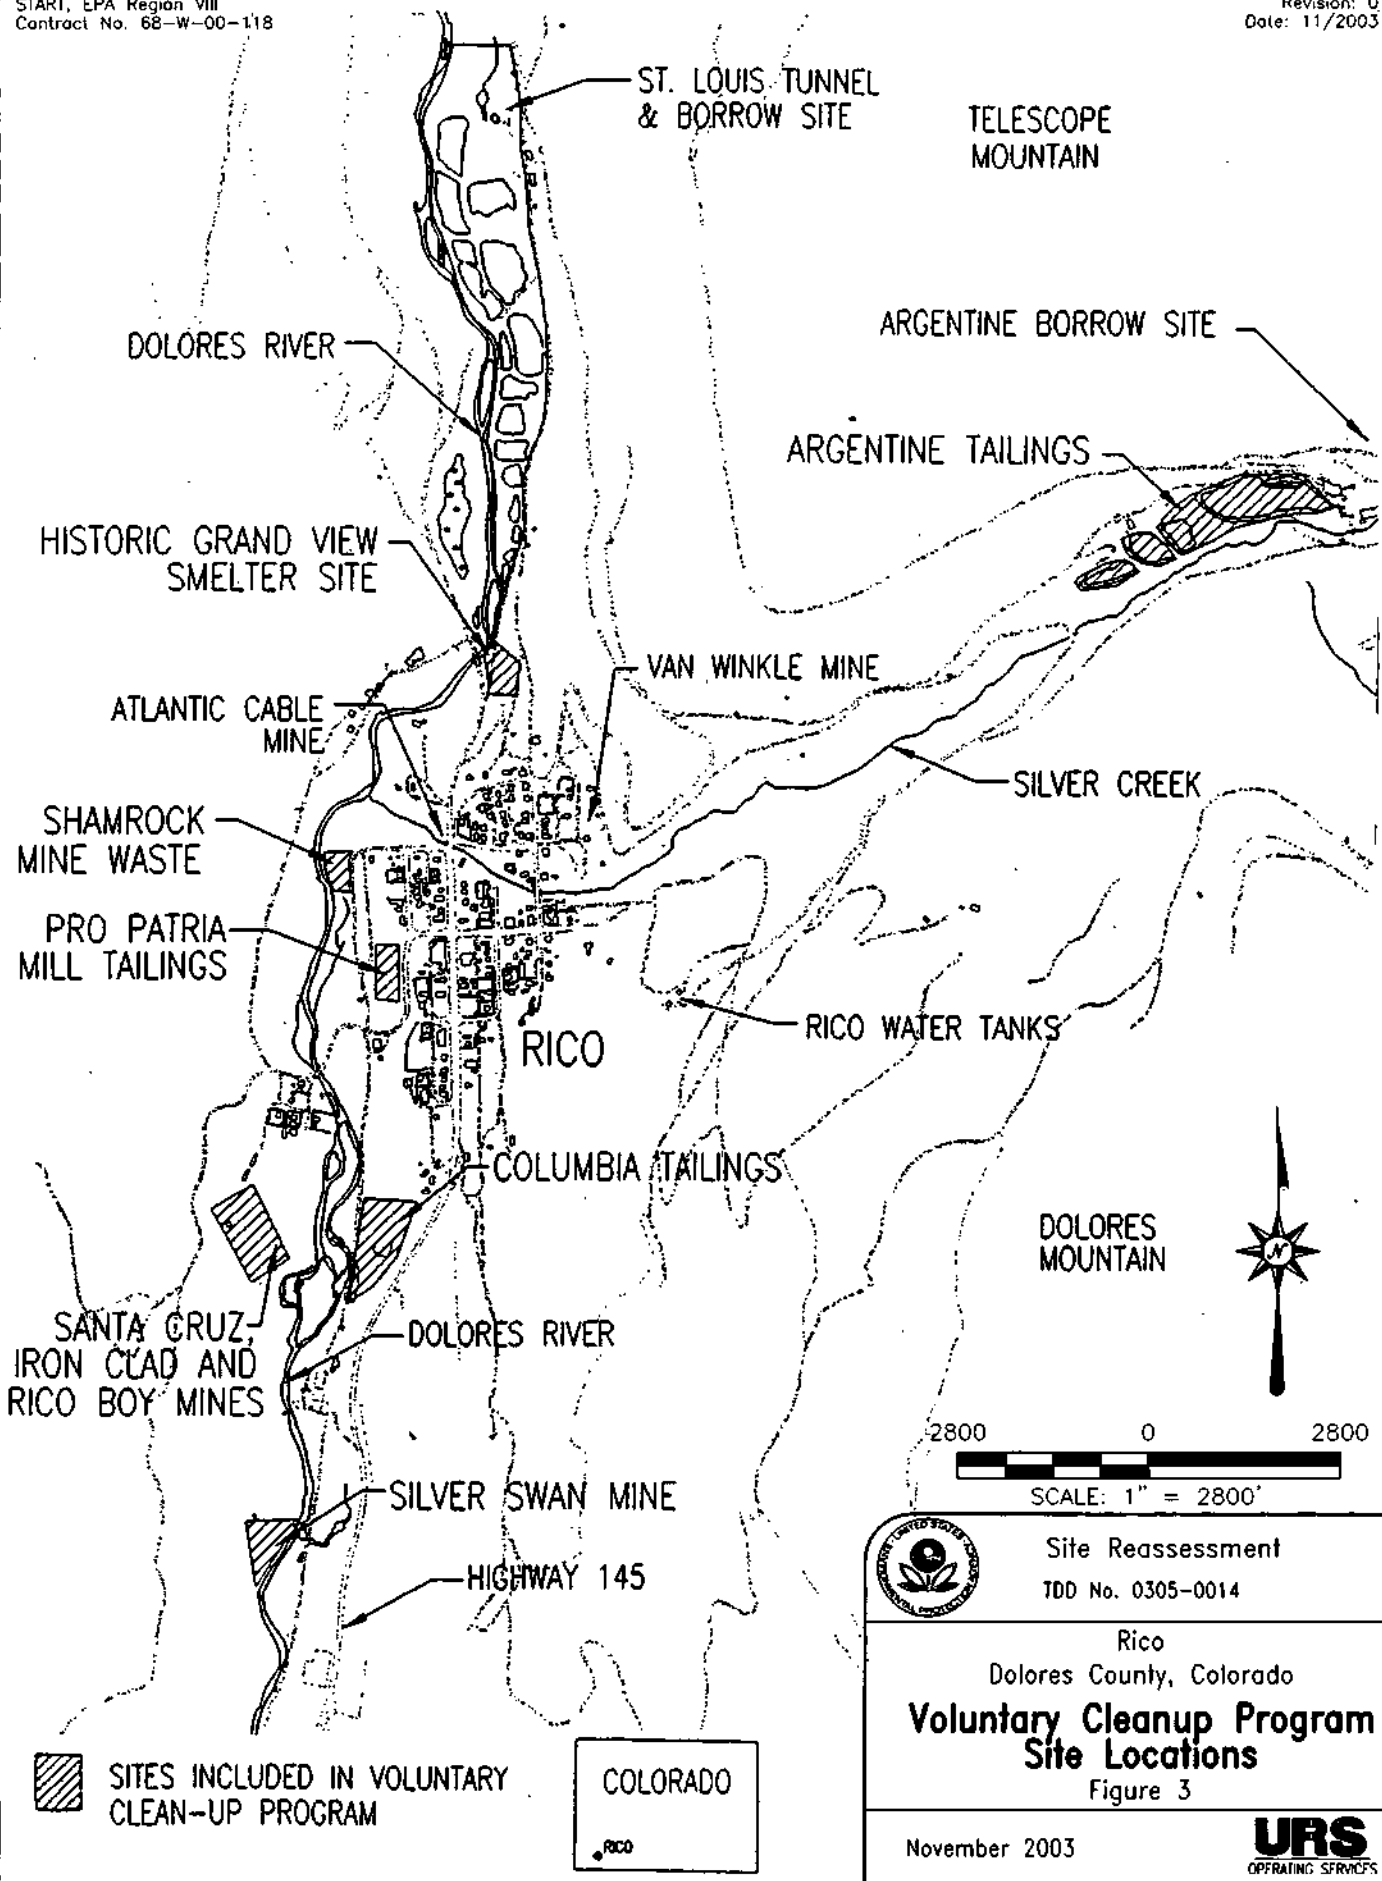 START, EPA Region VIII
Contract No. 68-W-00-118
Revision: 0
Date: 11/2003
ST. LOUIS TUNNEL
& BORROW SITE
TELESCOPE
MOUNTAIN
DOLORES RIVER
ARGENTINE BORROW SITE
ARGENTINE TAILINGS
HISTORIC GRAND VIEW
SMELTER SITE
VAN WINKLE MINE
ATLANTIC CABLE
MINE
SILVER CREEK
SHAMROCK
MINE WASTE
PRO PATRIA
MILL TAILINGS
RICO WATER TANKS
RICO
COLUMBIA TAILINGS
DOLORES
MOUNTAIN
N
SANTA CRUZ,
IRON CLAD AND
RICO BOY MINES
DOLORES RIVER
2800 0 2800
SCALE: 1" = 2800'
SILVER SWAN MINE
HIGHWAY 145
UNITED STATES
Site Reassessment
TDD No. 0305-0014
Rico
Dolores County, Colorado
Voluntary Cleanup Program
Site Locations
Figure 3
SITES INCLUDED IN VOLUNTARY
CLEAN-UP PROGRAM
COLORADO
RICO
November 2003
URS
OPERATING SERVICES